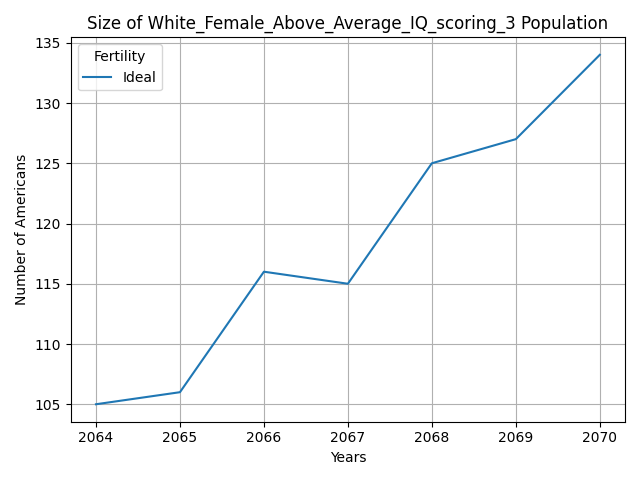 Size of White_Female_Above_Average_IQ_scoring_3 Population
135
130
125
120
115
110
105
Number of Americans
Fertility
Ideal
2064 2065 2066 2067 2068 2069 2070
Years